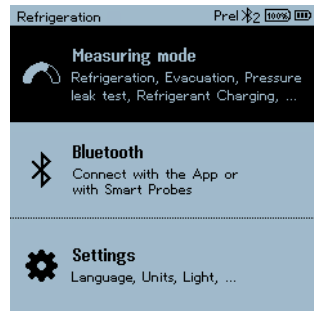 Refrigeration Prel 2 100%
Measuring mode
Refrigeration, Evacuation, Pressure
leak test, Refrigerant Charging, ...
Bluetooth
Connect with the App or
with Smart Probes
Settings
Language, Units, Light, ...